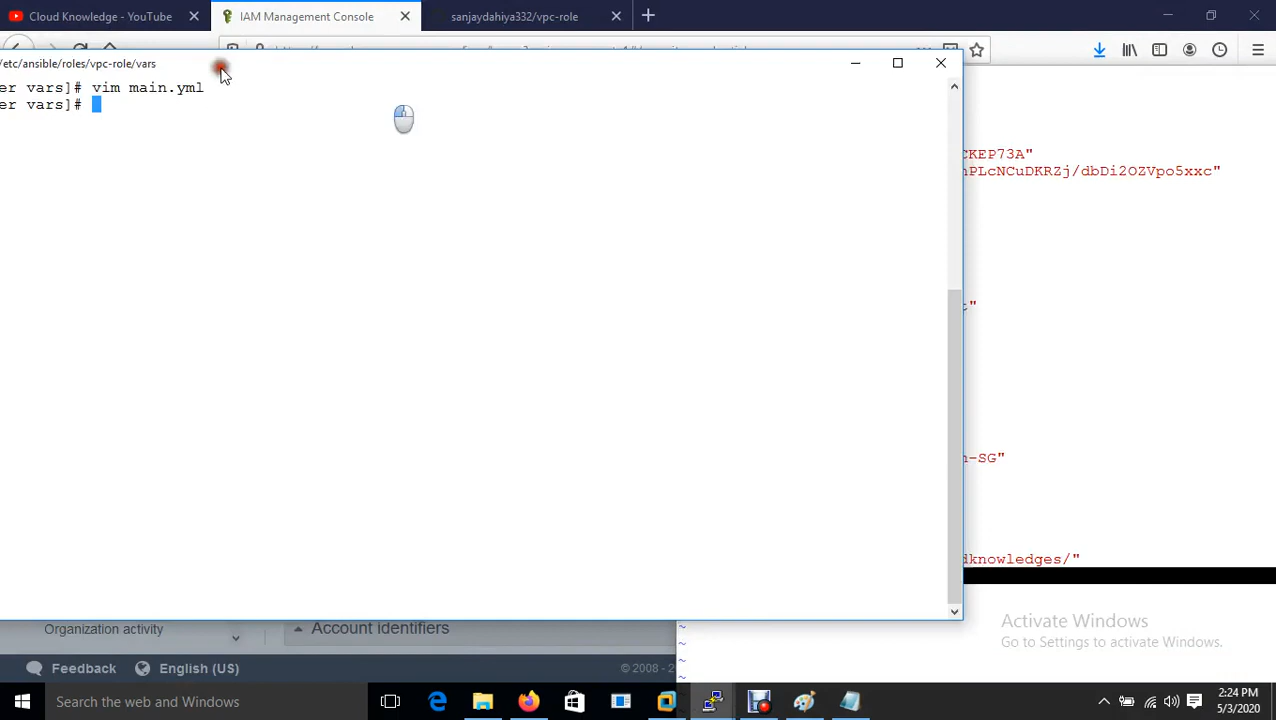 Cloud Knowledge - YouTube
IAM Management Console
sanjaydahiya332/vpc-role
/etc/ansible/roles/vpc-role/vars
er vars]# vim main.yml
er vars]#
CKEP73A"
PLcNCuDKRZj/dbDi2OZVpo5xxc"
t"
-SG"
dknowledges/"
Organization activity
Account identifiers
Activate Windows
Go to Settings to activate Windows.
~
~
~
~
Feedback
English (US)
© 2008 - 2
Search the web and Windows
2:24 PM
5/3/2020